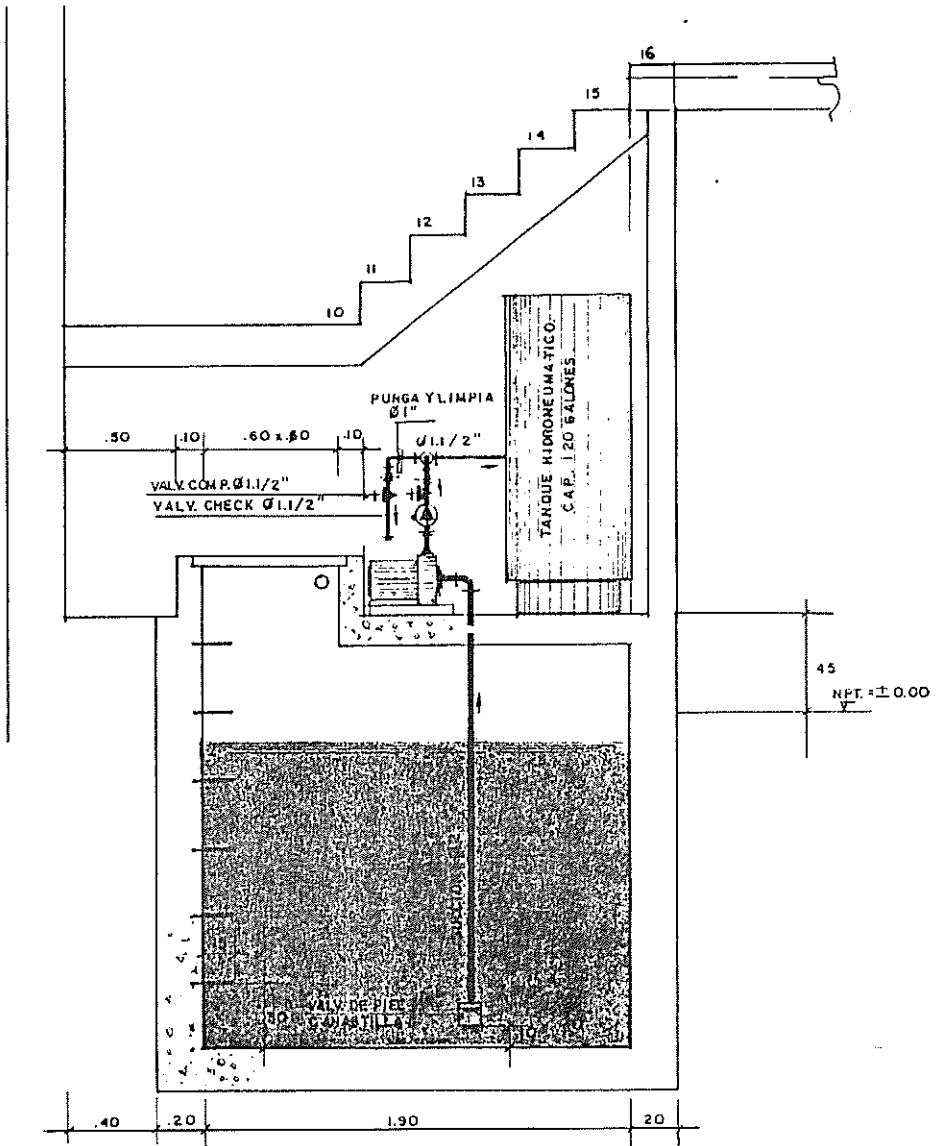 16
15
14
13
12
11
10
PURGA Y LIMPIA
Ø1"
.50 .10 .60 x .60 .10
Ø1.1/2"
VALV. COMP. Ø1.1/2"
VALV. CHECK Ø1.1/2"
TANQUE HIDRONEUMATICO.
CAP. 120 GALONES
45
NPT. = ± 0.00
VALV. DE PIE
CANASTILLA
.10
.40 .20 1.90 20